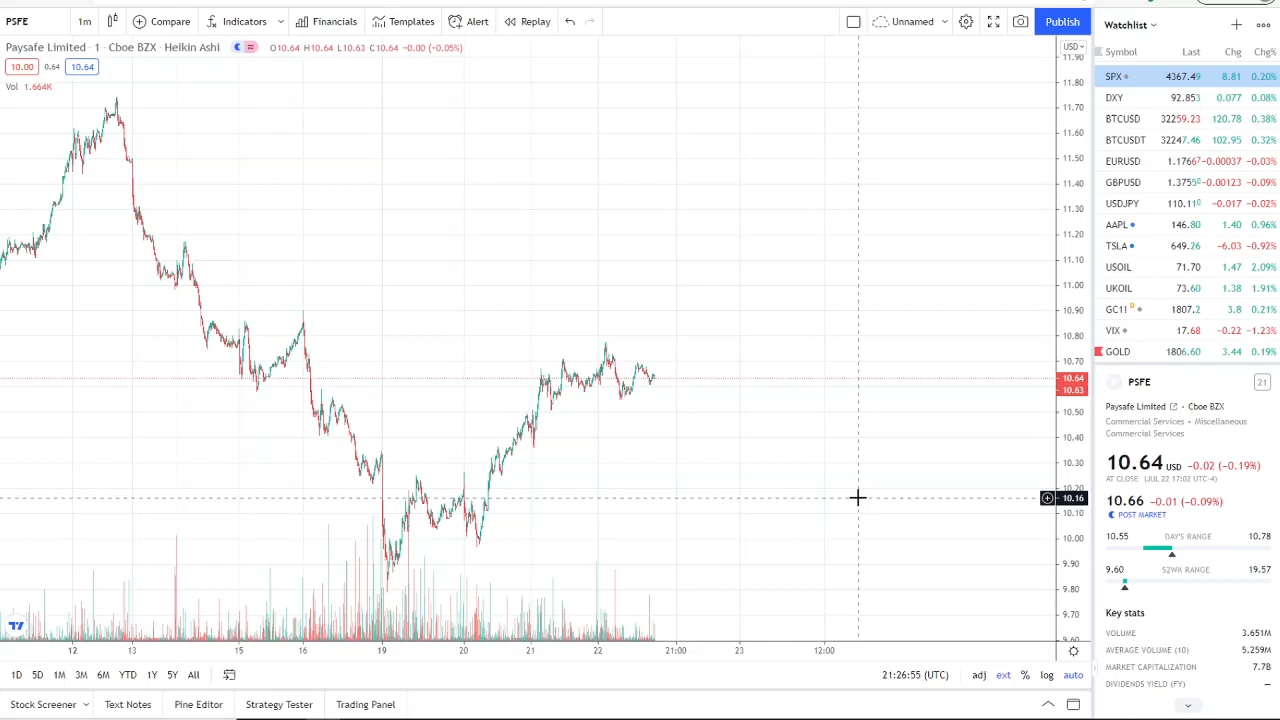 PSFE 1m Compare Indicators Financials Templates Alert Replay Unnamed Publish
Paysafe Limited · 1 · Cboe BZX · Heikin Ashi O10.64 H10.64 L10.63 C10.64 -0.00 (-0.05%)
10.00 0.64 10.64
Vol 1.664K
USD
11.90
11.80
11.70
11.60
11.50
11.40
11.30
11.20
11.10
11.00
10.90
10.80
10.70
10.64
10.63
10.50
10.40
10.30
10.20
10.16
10.10
10.00
9.90
9.80
9.70
9.60
12 13 15 16 19 20 21 22 21:00 23 12:00
1D 5D 1M 3M 6M YTD 1Y 5Y All 21:26:55 (UTC) adj ext % log auto
Stock Screener Text Notes Pine Editor Strategy Tester Trading Panel
Watchlist
Symbol Last Chg Chg%
SPX 4367.49 8.81 0.20%
DXY 92.853 0.077 0.08%
BTCUSD 32259.23 120.78 0.38%
BTCUSDT 32247.46 102.95 0.32%
EURUSD 1.17667 -0.00037 -0.03%
GBPUSD 1.37550 -0.00123 -0.09%
USDJPY 110.110 -0.017 -0.02%
AAPL 146.80 1.40 0.96%
TSLA 649.26 -6.03 -0.92%
USOIL 71.70 1.47 2.09%
UKOIL 73.60 1.38 1.91%
GC1! D 1807.2 3.8 0.21%
VIX 17.68 -0.22 -1.23%
GOLD 1806.60 3.44 0.19%
PSFE 21
Paysafe Limited · Cboe BZX
Commercial Services · Miscellaneous
Commercial Services
10.64 USD -0.02 (-0.19%)
AT CLOSE (JUL 22 17:02 UTC-4)
10.66 -0.01 (-0.09%)
POST MARKET
10.55 DAY'S RANGE 10.78
9.60 52WK RANGE 19.57
Key stats
VOLUME 3.651M
AVERAGE VOLUME (10) 5.259M
MARKET CAPITALIZATION 7.7B
DIVIDENDS YIELD (FY) —